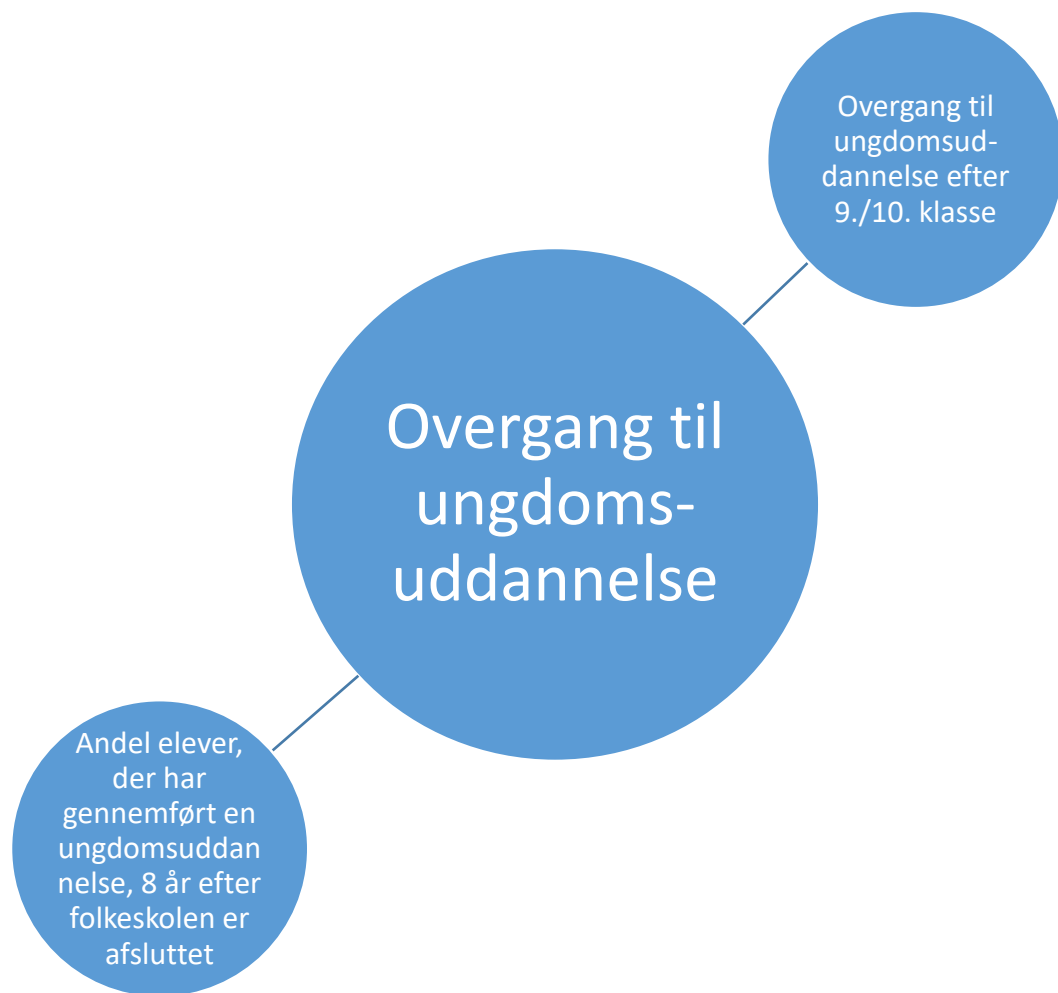 Overgang til
ungdomsud-
dannelse efter
9./10. klasse
Overgang til
ungdoms-
uddannelse
Andel elever,
der har
gennemført en
ungdomsuddan
nelse, 8 år efter
folkeskolen er
afsluttet